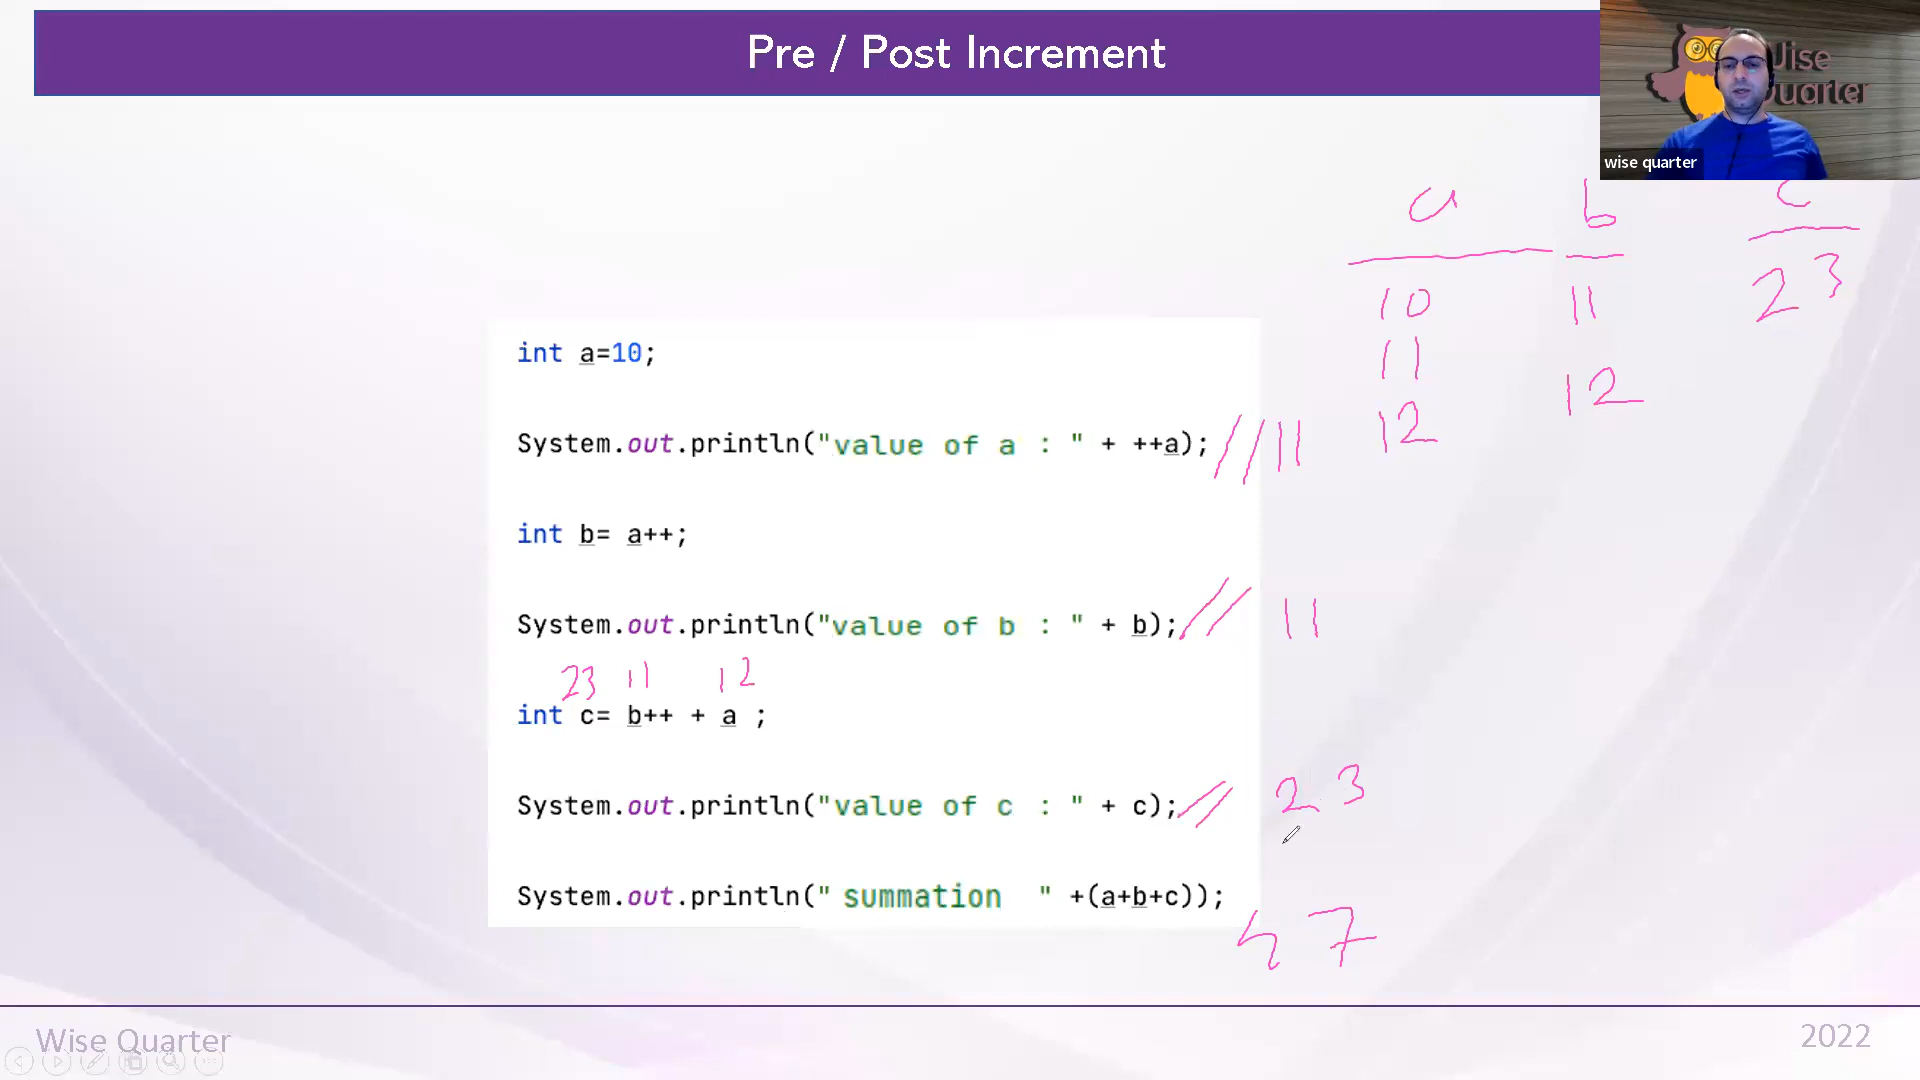 Pre / Post Increment
Wise
Quarter
wise quarter
a b c
10 11 23
11
12 12
int a=10;
System.out.println("value of a : " + ++a); // 11
int b= a++;
System.out.println("value of b : " + b); // 11
23 11 12
int c= b++ + a ;
System.out.println("value of c : " + c); // 23
System.out.println(" summation " +(a+b+c));
47
Wise Quarter
2022